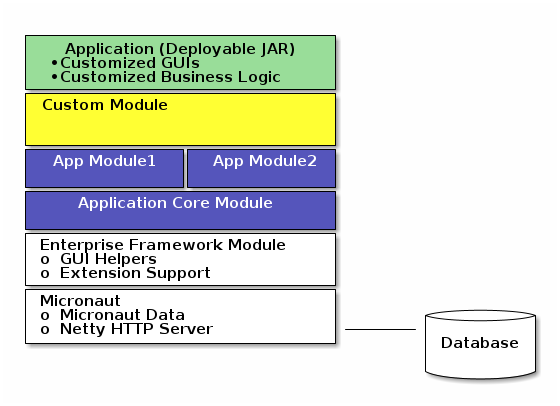 Application (Deployable JAR)
•Customized GUIs
•Customized Business Logic
Custom Module
App Module1
App Module2
Application Core Module
Enterprise Framework Module
o GUI Helpers
o Extension Support
Micronaut
o Micronaut Data
o Netty HTTP Server
Database